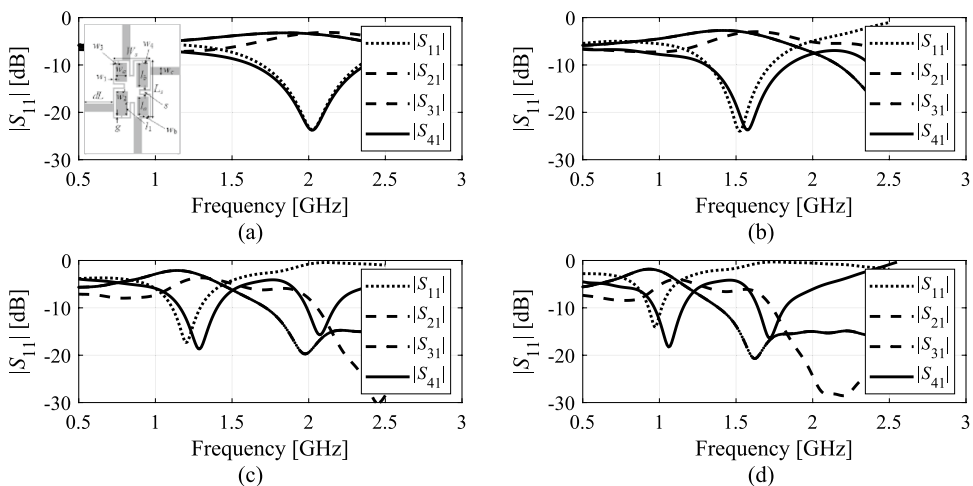 0
-10
-20
-30
|S11| [dB]
0.5 1 1.5 2 2.5 3
Frequency [GHz]
(a)
|S11|
|S21|
|S31|
|S41|
dL
g
s
0
-10
-20
-30
|S11| [dB]
0.5 1 1.5 2 2.5 3
Frequency [GHz]
(b)
|S11|
|S21|
|S31|
|S41|
0
-10
-20
-30
|S11| [dB]
0.5 1 1.5 2 2.5 3
Frequency [GHz]
(c)
|S11|
|S21|
|S31|
|S41|
0
-10
-20
-30
|S11| [dB]
0.5 1 1.5 2 2.5 3
Frequency [GHz]
(d)
|S11|
|S21|
|S31|
|S41|